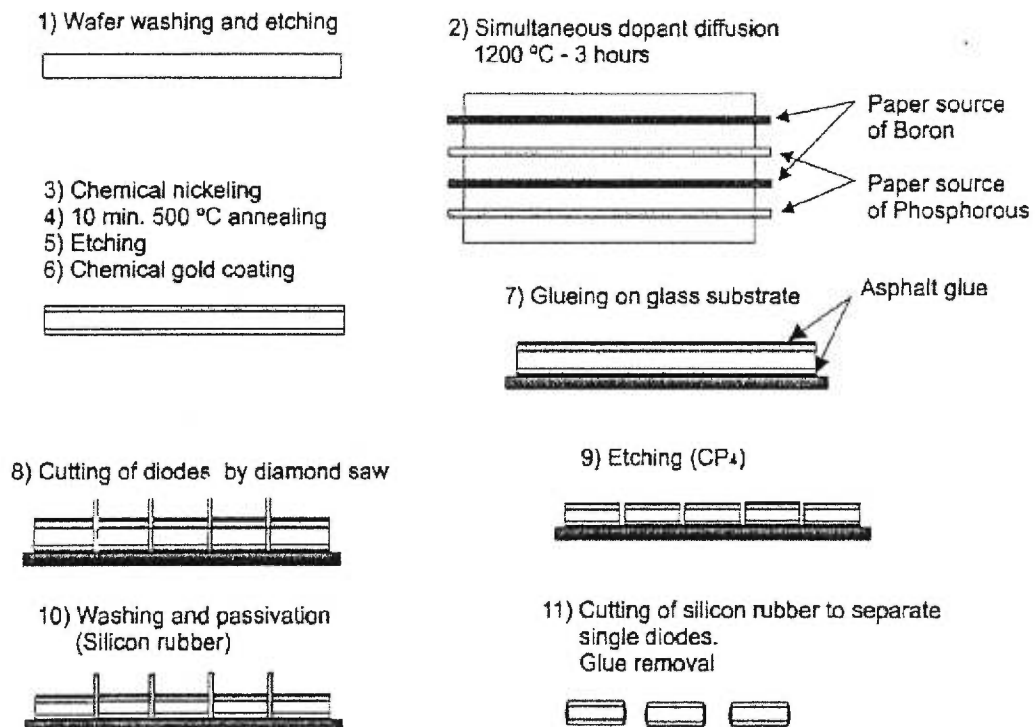 1) Wafer washing and etching
2) Simultaneous dopant diffusion
1200 ºC - 3 hours
Paper source
of Boron
Paper source
of Phosphorous
3) Chemical nickeling
4) 10 min. 500 ºC annealing
5) Etching
6) Chemical gold coating
7) Glueing on glass substrate
Asphalt glue
8) Cutting of diodes by diamond saw
9) Etching (CP₄)
10) Washing and passivation
(Silicon rubber)
11) Cutting of silicon rubber to separate
single diodes.
Glue removal